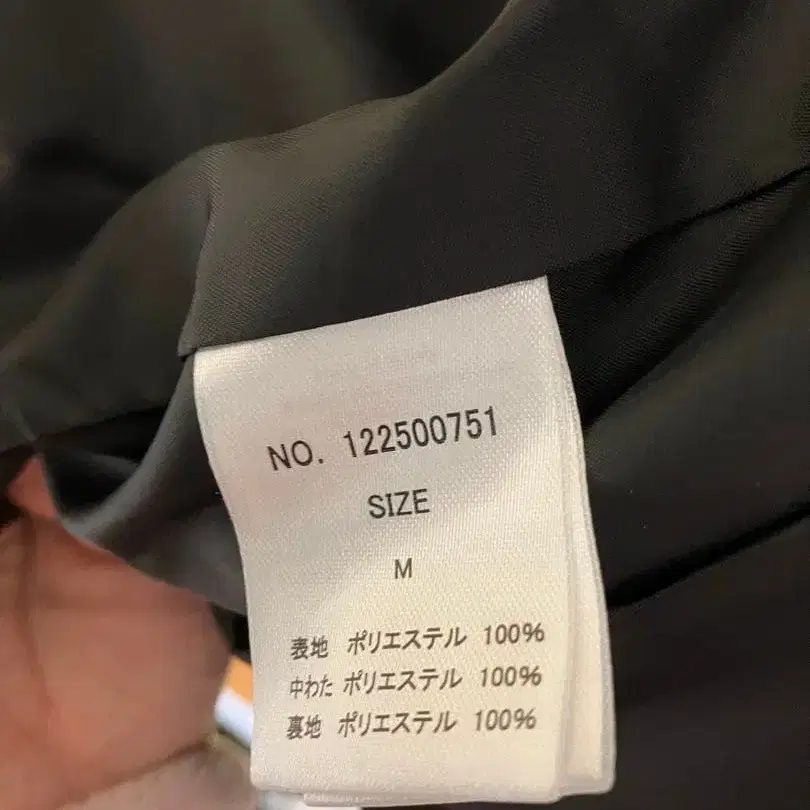 NO. 122500751
SIZE
M
表地 ポリエステル 100%
中わた ポリエステル 100%
裏地 ポリエステル 100%